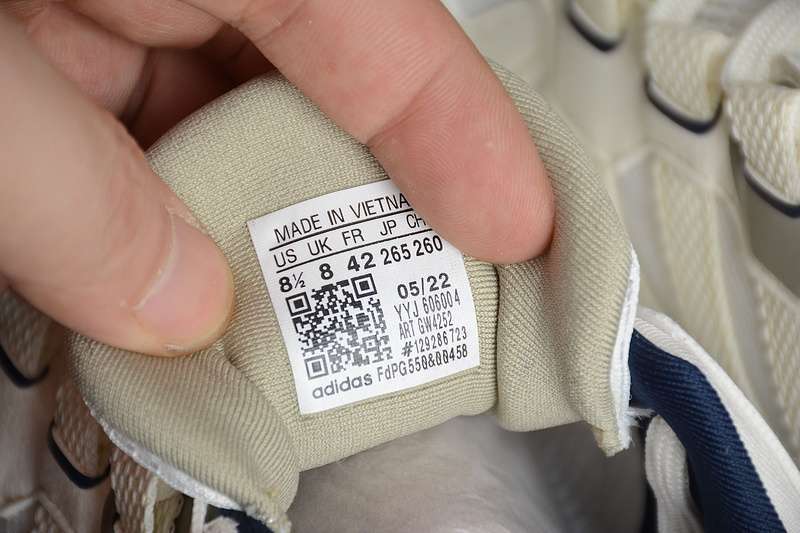 MADE IN VIETNA
US UK FR JP CH
8½ 8 42 265 260
05/22
YYJ 606004
ART GW4252
#129286723
adidas FdPG550&00458